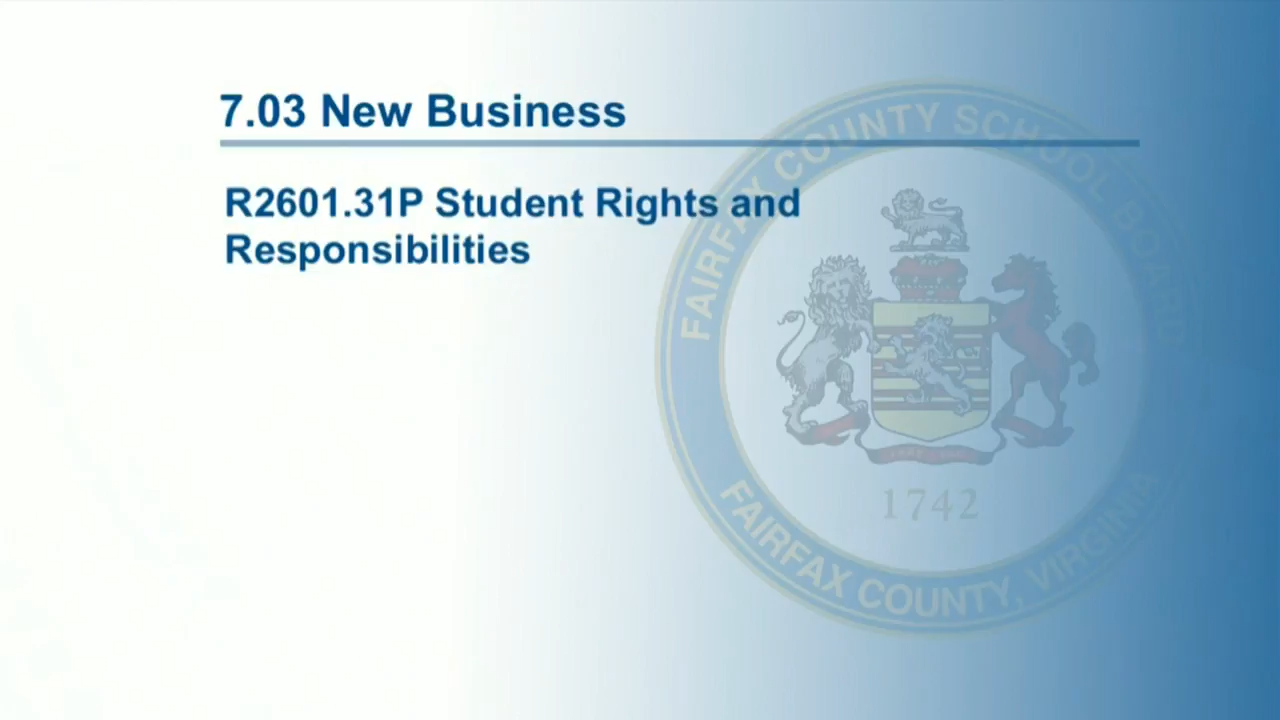 7.03 New Business
R2601.31P Student Rights and
Responsibilities
FAIRFAX COUNTY SCHOOL BOARD
1742
FAIRFAX COUNTY, VIRGINIA